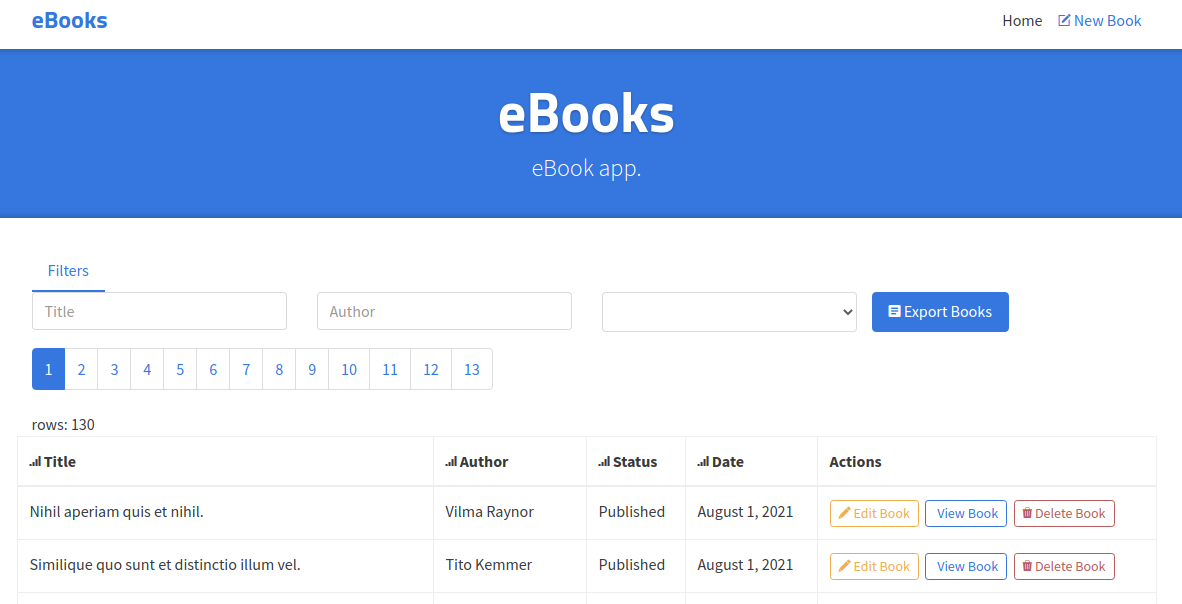 eBooks Home New Book
eBooks
eBook app.
Filters
Title Author Export Books
1 2 3 4 5 6 7 8 9 10 11 12 13
rows: 130
Title Author Status Date Actions
Nihil aperiam quis et nihil. Vilma Raynor Published August 1, 2021 Edit Book View Book Delete Book
Similique quo sunt et distinctio illum vel. Tito Kemmer Published August 1, 2021 Edit Book View Book Delete Book